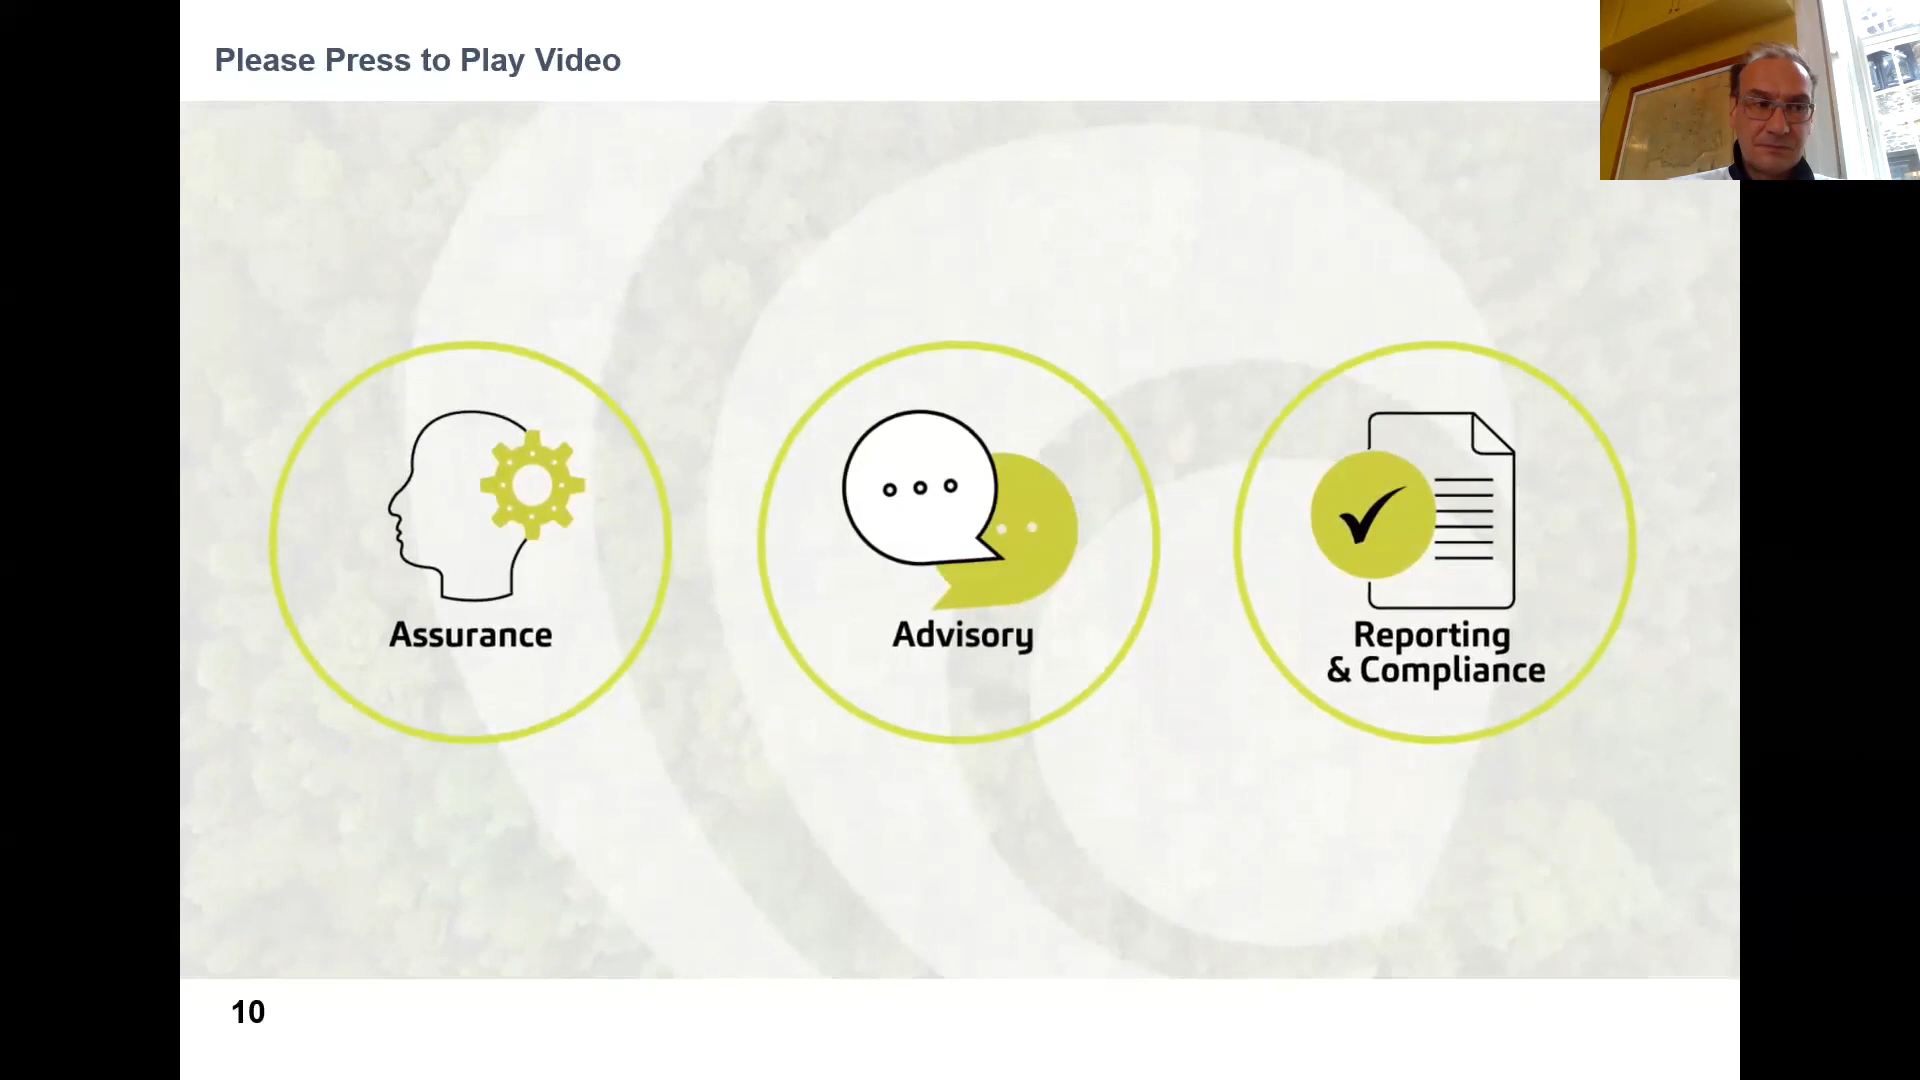 Please Press to Play Video
Assurance
Advisory
Reporting
& Compliance
10